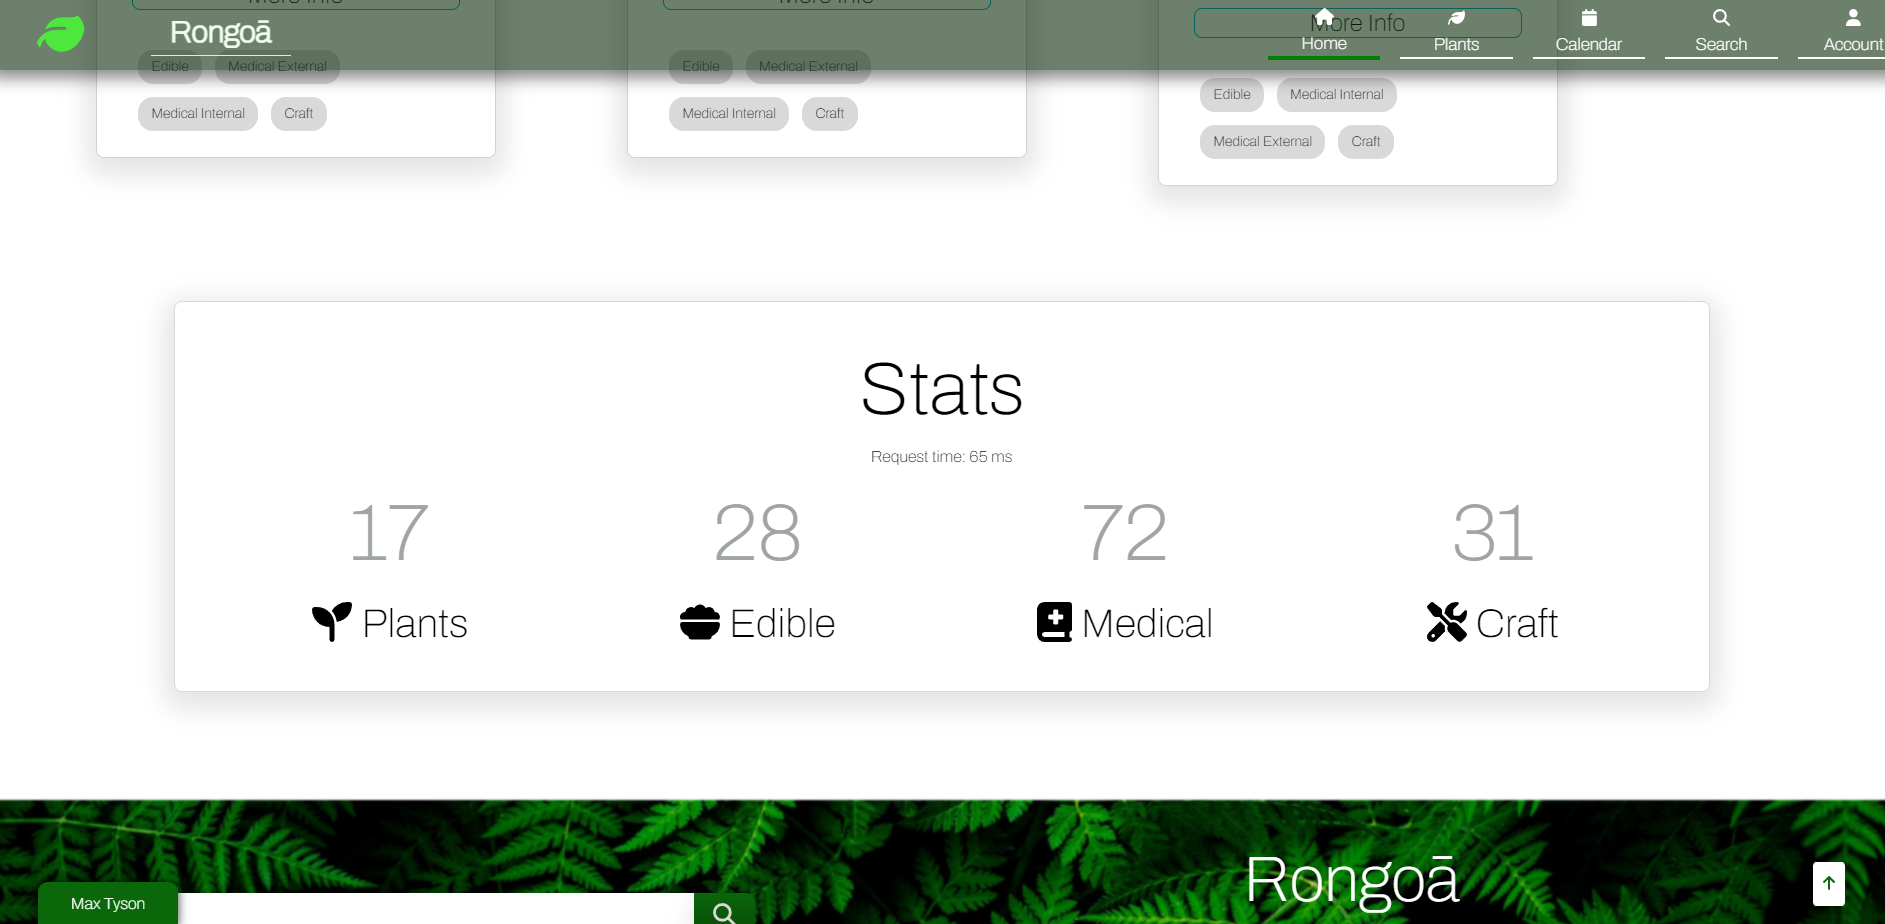 More Info
More Info
More Info
Rongoā
Home
Plants
Calendar
Search
Account
Edible
Medical External
Medical Internal
Craft
Edible
Medical External
Medical Internal
Craft
Edible
Medical Internal
Medical External
Craft
Stats
Request time: 65 ms
17
28
72
31
Plants
Edible
Medical
Craft
Rongoā
Max Tyson